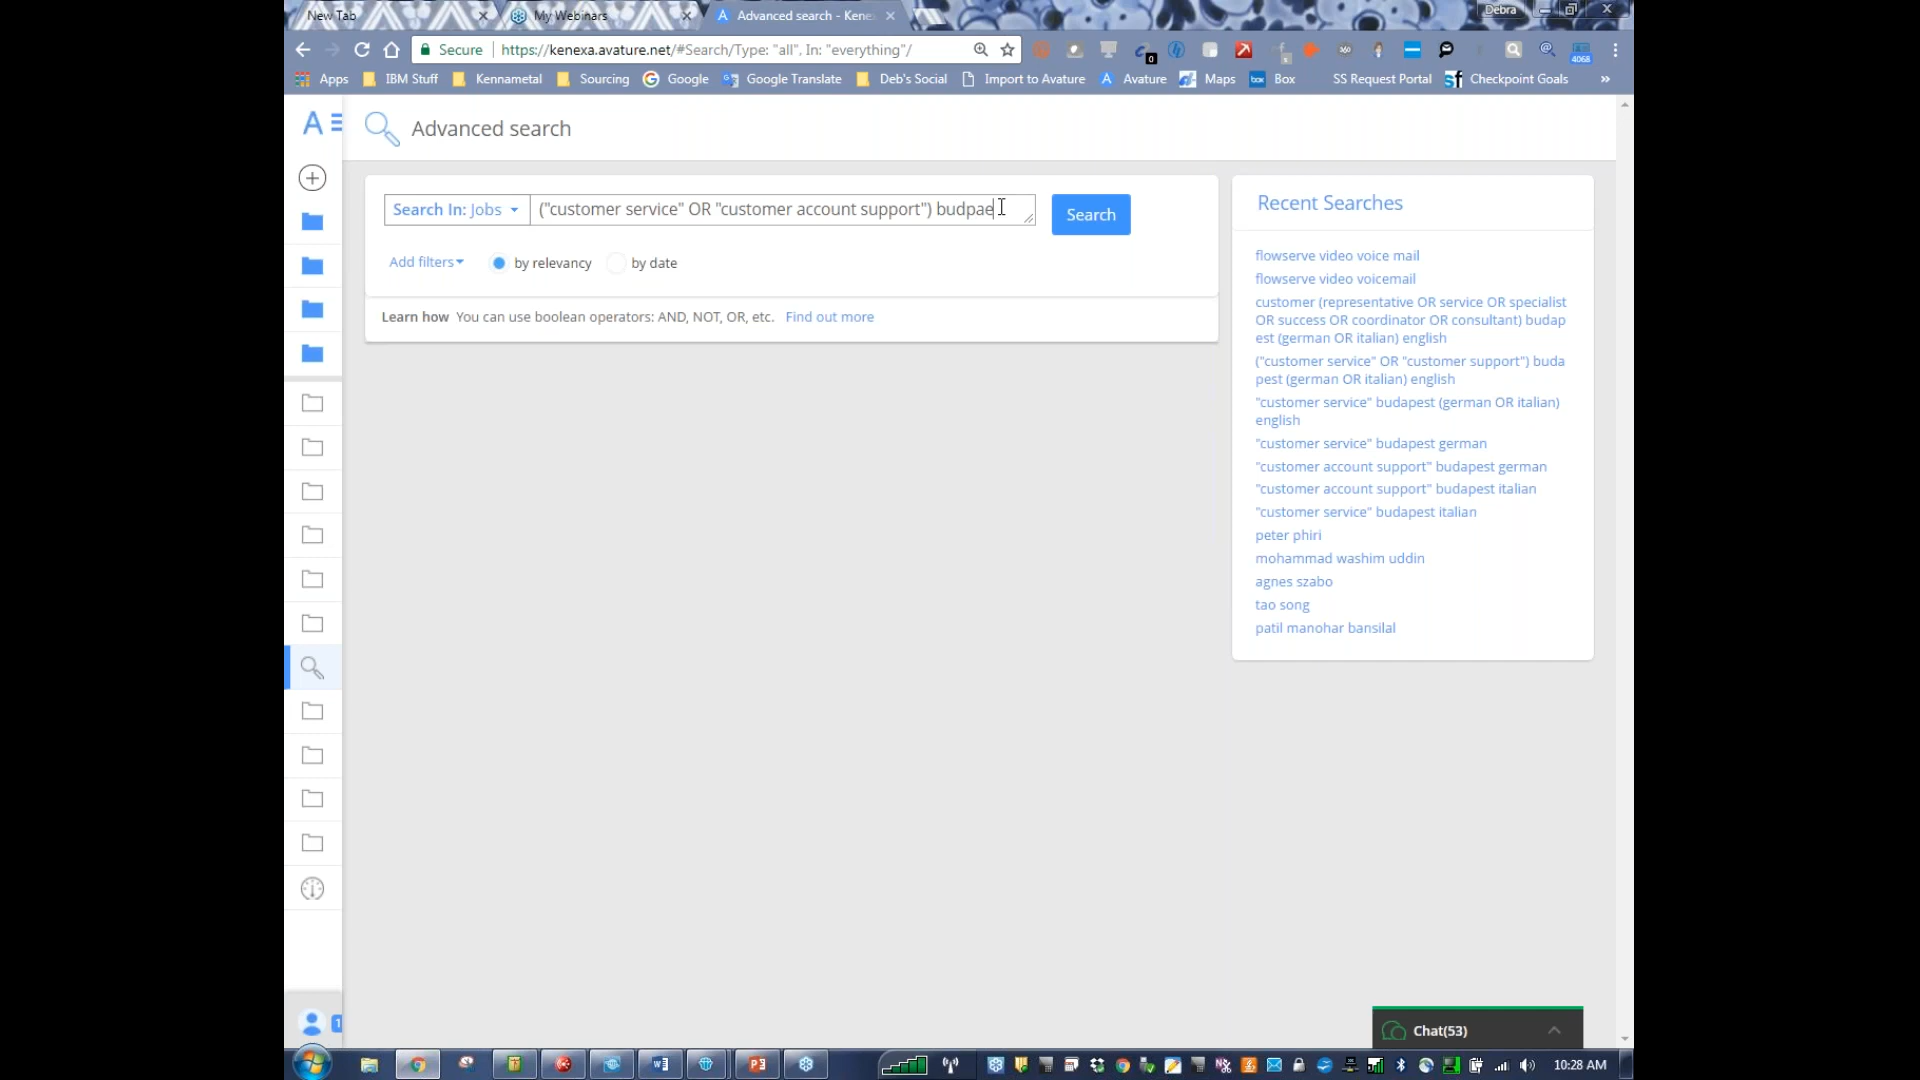 New Tab
My Webinars
Advanced search - Kenex
Debra
Secure
https://kenexa.avature.net/#Search/Type: "all", In: "everything"/
0
4068
Apps
IBM Stuff
Kennametal
Sourcing
Google
Google Translate
Deb's Social
Import to Avature
Avature
Maps
Box
SS Request Portal
Checkpoint Goals
»
Advanced search
Search In: Jobs
("customer service" OR "customer account support") budpae
Search
Add filters
by relevancy
by date
Learn how You can use boolean operators: AND, NOT, OR, etc. Find out more
Recent Searches
flowserve video voice mail
flowserve video voicemail
customer (representative OR service OR specialist
OR success OR coordinator OR consultant) budap
est (german OR italian) english
("customer service" OR "customer support") buda
pest (german OR italian) english
"customer service" budapest (german OR italian)
english
"customer service" budapest german
"customer account support" budapest german
"customer account support" budapest italian
"customer service" budapest italian
peter phiri
mohammad washim uddin
agnes szabo
tao song
patil manohar bansilal
1
Chat(53)
10:28 AM